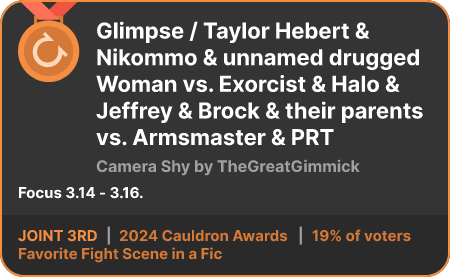 Glimpse / Taylor Hebert &
Nikommo & unnamed drugged
Woman vs. Exorcist & Halo &
Jeffrey & Brock & their parents
vs. Armsmaster & PRT
Camera Shy by TheGreatGimmick
Focus 3.14 - 3.16.
JOINT 3RD | 2024 Cauldron Awards | 19% of voters
Favorite Fight Scene in a Fic